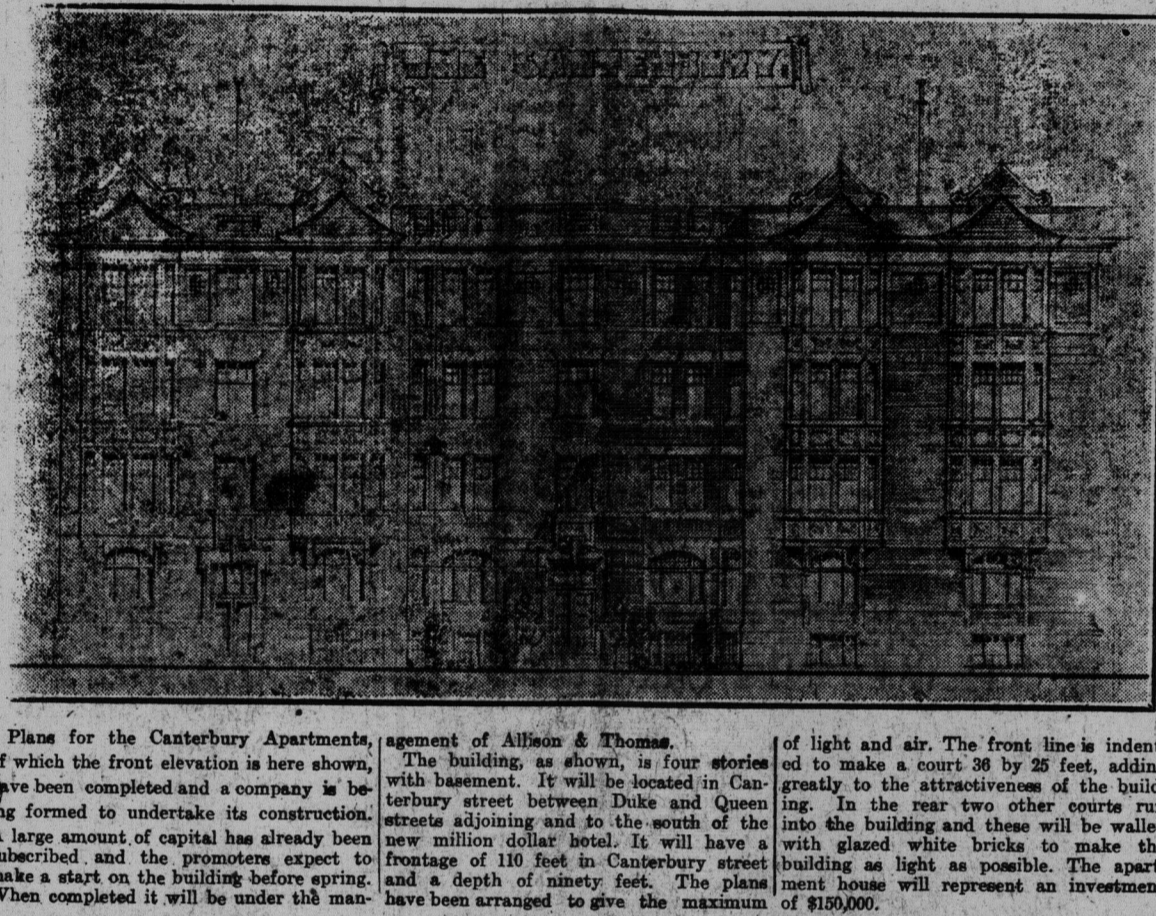 THE CANTERBURY
Plans for the Canterbury Apartments,
f which the front elevation is here shown,
ave been completed and a company is be-
ng formed to undertake its construction.
A large amount of capital has already been
ubscribed and the promoters expect to
ake a start on the building before spring.
When completed it will be under the man-
agement of Allison & Thomas.
The building, as shown, is four stories
with basement. It will be located in Can-
terbury street between Duke and Queen
streets adjoining and to the south of the
new million dollar hotel. It will have a
frontage of 110 feet in Canterbury street
and a depth of ninety feet. The plans
have been arranged to give the maximum
of light and air. The front line is indent
ed to make a court 36 by 25 feet, addin
greatly to the attractiveness of the build
ing. In the rear two other courts ru
into the building and these will be walle
with glazed white bricks to make th
building as light as possible. The apart
ment house will represent an investmen
of $150,000.